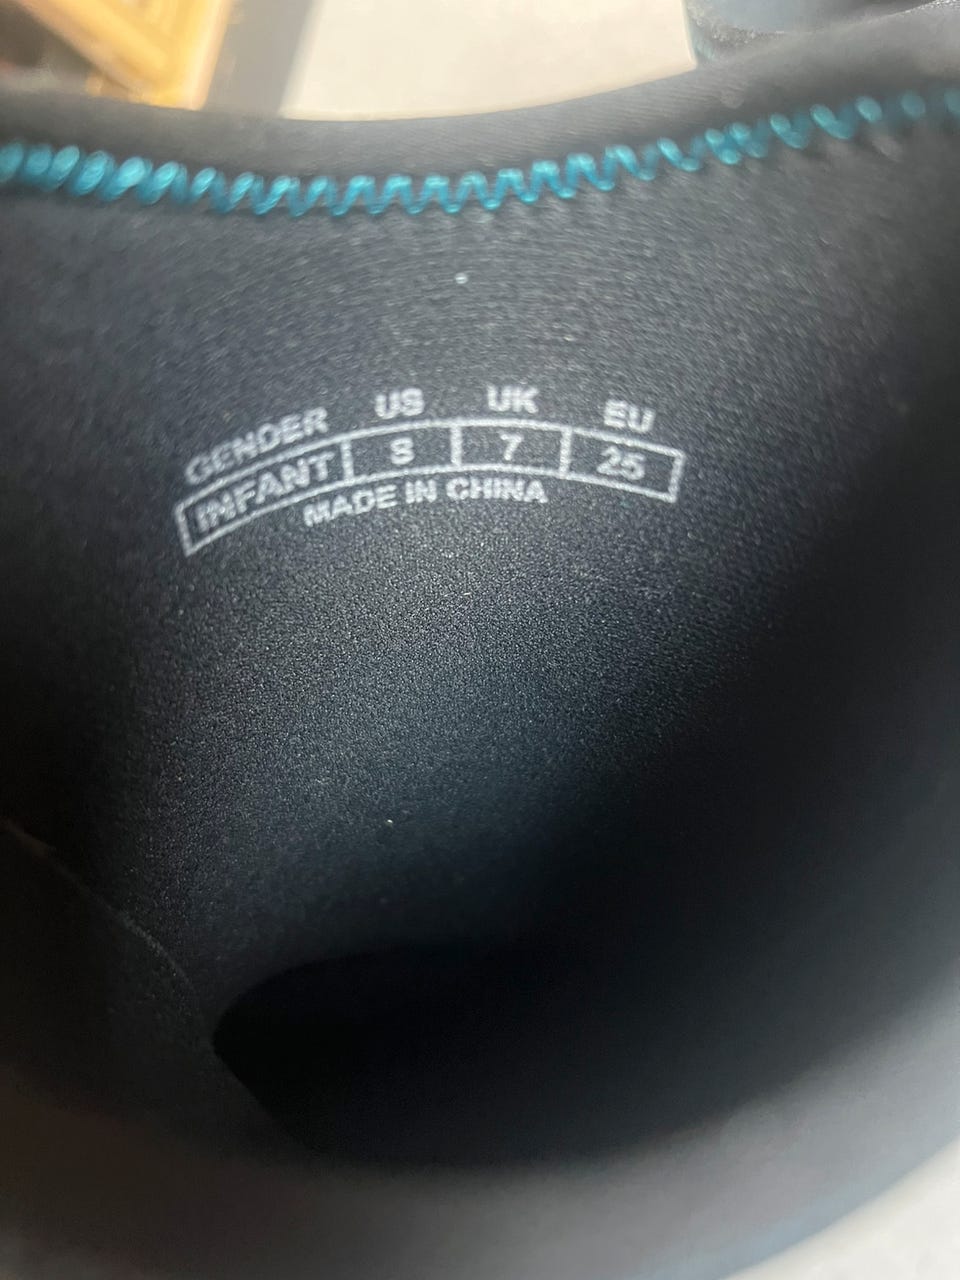 GENDER US UK EU
INFANT 8 7 25
MADE IN CHINA